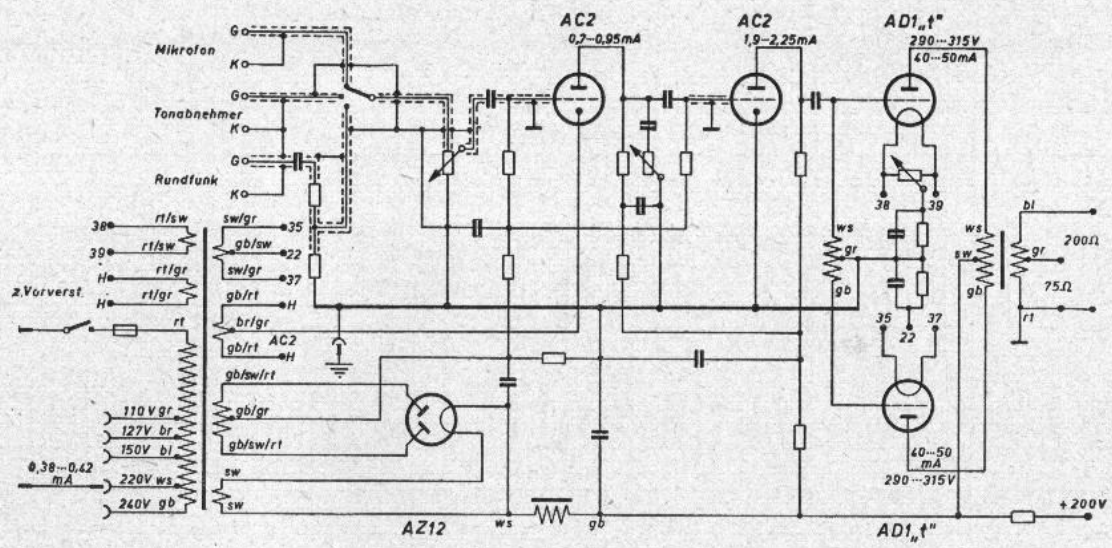 AC2
0,7–0,95mA
AC2
1,9–2,25mA
AD1„t"
290···315V
40···50mA
G
Mikrofon
K
G
Tonabnehmer
K
G
Rundfunk
K
38
rt/sw
39
rt/sw
H
rt/gr
z.Vorverst.
H
rt/gr
sw/gr
35
gb/sw
22
sw/gr
37
gb/rt
H
br/gr
AC2
gb/rt
H
gb/sw/rt
gb/gr
gb/sw/rt
sw
sw
rt
110V gr
127V br
150V bl
0,38···0,42
mA
220V ws
240V gb
AZ12
ws
gb
38
39
ws
gr
gb
35
37
22
ws
sw
gb
bl
200Ω
gr
75Ω
rt
40···50
mA
290···315V
AD1„t"
+200V